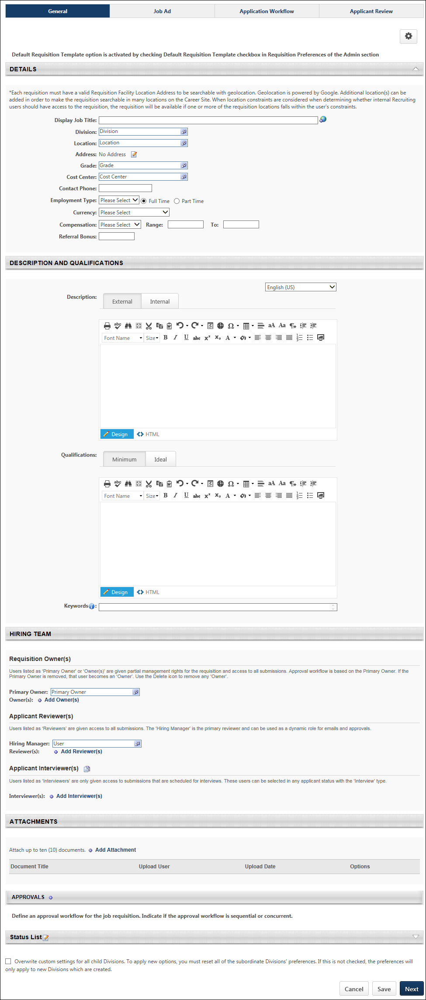 General
Job Ad
Application Workflow
Applicant Review
Default Requisition Template option is activated by checking Default Requisition Template checkbox in Requisition Preferences of the Admin section
DETAILS
*Each requisition must have a valid Requisition Facility Location Address to be searchable with geolocation. Geolocation is powered by Google. Additional location(s) can be
added in order to make the requisition searchable in many locations on the Career Site. When location constraints are considered when determining whether internal Recruiting
users should have access to the requisition, the requisition will be available if one or more of the requisition locations falls within the user's constraints.
Display Job Title:
Division: Division
Location: Location
Address: No Address
Grade: Grade
Cost Center: Cost Center
Contact Phone:
Employment Type: Please Select Full Time Part Time
Currency: Please Select
Compensation: Please Select Range: To:
Referral Bonus:
DESCRIPTION AND QUALIFICATIONS
English (US)
Description: External Internal
abc
Ω aA Aa
Font Name Size B I U abc x² x₂ A
Design HTML
Qualifications: Minimum Ideal
abc
Ω aA Aa
Font Name Size B I U abc x² x₂ A
Design HTML
Keywords :
HIRING TEAM
Requisition Owner(s)
Users listed as 'Primary Owner' or 'Owner(s)' are given partial management rights for the requisition and access to all submissions. Approval workflow is based on the Primary Owner. If the
Primary Owner is removed, that user becomes an 'Owner'. Use the Delete icon to remove any 'Owner'.
Primary Owner: Primary Owner
Owner(s): Add Owner(s)
Applicant Reviewer(s)
Users listed as 'Reviewers' are given access to all submissions. The 'Hiring Manager' is the primary reviewer and can be used as a dynamic role for emails and approvals.
Hiring Manager: User
Reviewer(s): Add Reviewer(s)
Applicant Interviewer(s)
Users listed as 'Interviewers' are only given access to submissions that are scheduled for interviews. These users can be selected in any applicant status with the 'Interview' type.
Interviewer(s): Add Interviewer(s)
ATTACHMENTS
Attach up to ten (10) documents. Add Attachment
Document Title Upload User Upload Date Options
APPROVALS
Define an approval workflow for the job requisition. Indicate if the approval workflow is sequential or concurrent.
Status List
Overwrite custom settings for all child Divisions. To apply new options, you must reset all of the subordinate Divisions' preferences. If this is not checked, the preferences will
only apply to new Divisions which are created.
Cancel Save Next